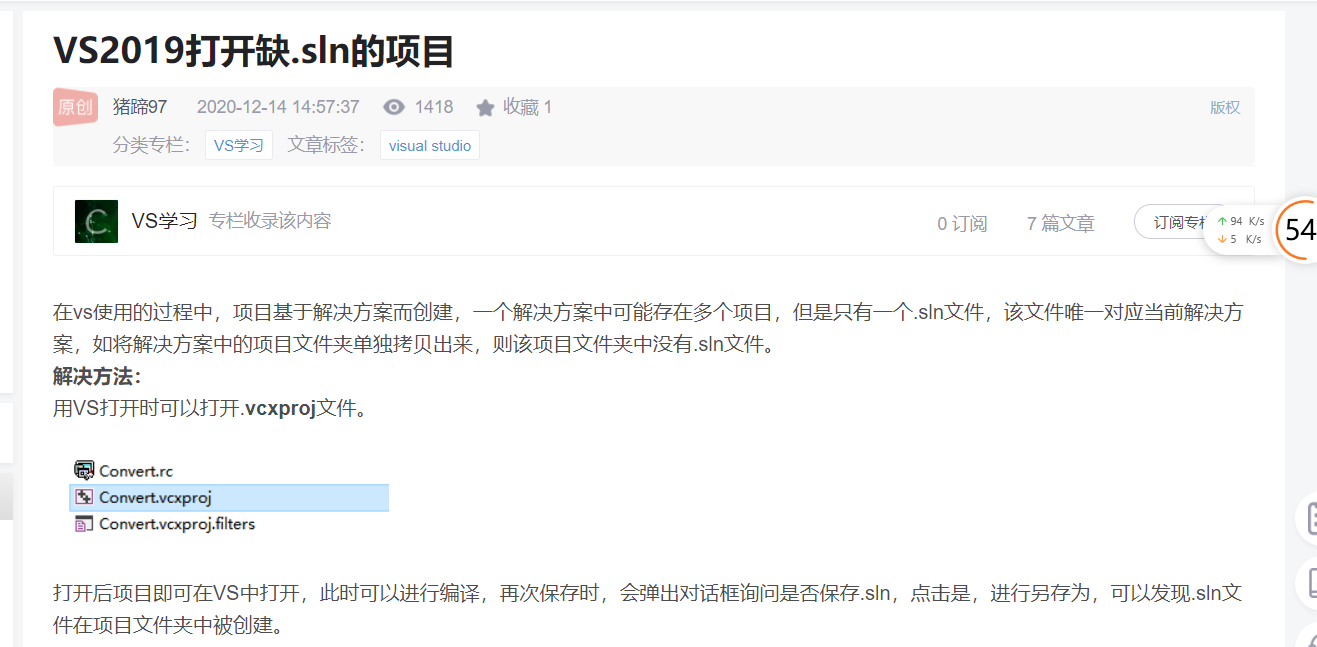 VS2019打开缺.sln的项目
原创 猪蹄97 2020-12-14 14:57:37 1418 收藏 1 版权
分类专栏： VS学习 文章标签： visual studio
VS学习 专栏收录该内容 0 订阅 7 篇文章 订阅专
94 K/s
5 K/s
54
在vs使用的过程中，项目基于解决方案而创建，一个解决方案中可能存在多个项目，但是只有一个.sln文件，该文件唯一对应当前解决方
案，如将解决方案中的项目文件夹单独拷贝出来，则该项目文件夹中没有.sln文件。
解决方法：
用VS打开时可以打开.vcxproj文件。
Convert.rc
Convert.vcxproj
Convert.vcxproj.filters
打开后项目即可在VS中打开，此时可以进行编译，再次保存时，会弹出对话框询问是否保存.sln，点击是，进行另存为，可以发现.sln文
件在项目文件夹中被创建。